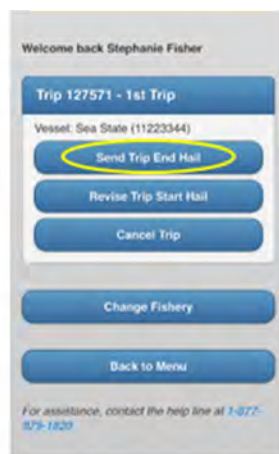 Welcome back Stephanie Fisher
Trip 127571 - 1st Trip
Vessel: Sea State (11223344)
Send Trip End Hail
Revise Trip Start Hail
Cancel Trip
Change Fishery
Back to Menu
For assistance, contact the help line at 1-877-
979-1820